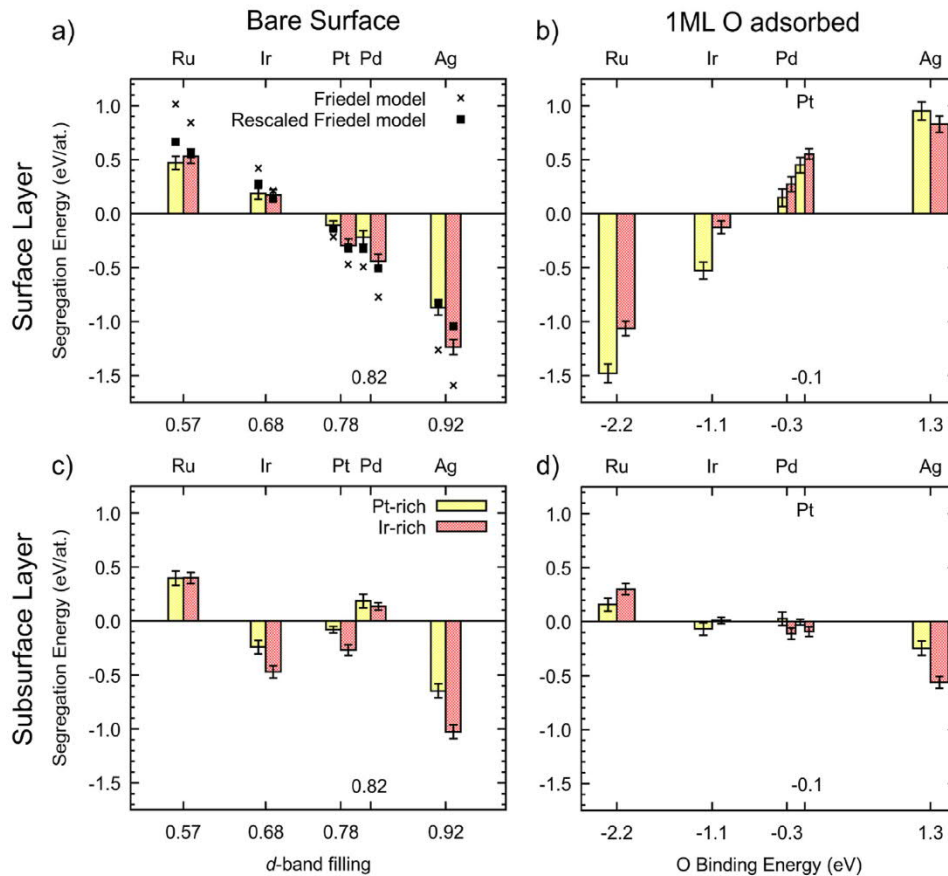 Bare Surface
1ML O adsorbed
a)
Ru Ir Pt Pd Ag
Friedel model ×
Rescaled Friedel model ■
Surface Layer
Segregation Energy (eV/at.)
1.0
0.5
0.0
-0.5
-1.0
-1.5
0.82
0.57 0.68 0.78 0.92
b)
Ru Ir Pd Ag
Pt
-0.1
-2.2 -1.1 -0.3 1.3
c)
Ru Ir Pt Pd Ag
Pt-rich
Ir-rich
Subsurface Layer
Segregation Energy (eV/at.)
1.0
0.5
0.0
-0.5
-1.0
-1.5
0.82
0.57 0.68 0.78 0.92
d-band filling
d)
Ru Ir Pd Ag
Pt
-0.1
-2.2 -1.1 -0.3 1.3
O Binding Energy (eV)